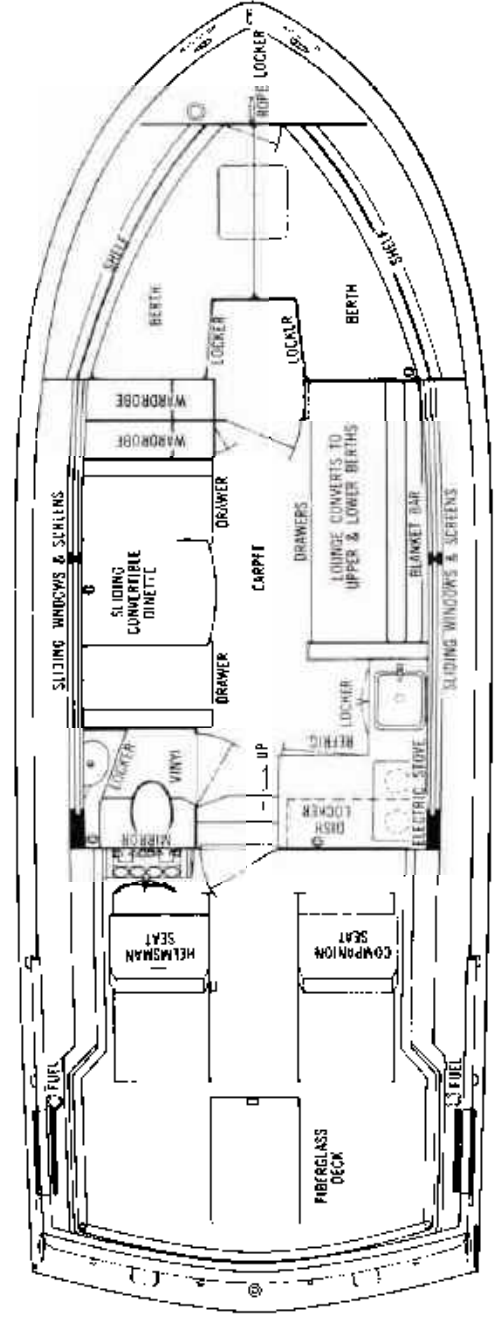 ROPE LOCKER
SHELF
SHELF
BERTH
BERTH
LOCKER
LOCKER
WARDROBE
WARDROBE
SLIDING WINDOWS & SCREENS
DRAWER
SLIDING
CONVERTIBLE
DINETTE
DRAWER
CARPET
DRAWERS
LOUNGE CONVERTS TO
UPPER & LOWER BERTHS
BLANKET BAR
SLIDING WINDOWS & SCREENS
LOCKER
VINYL
MIRROR
UP
REFRIG
LOCKER
DISH
LOCKER
ELECTRIC STOVE
HELMSMAN
SEAT
COMPANION
SEAT
FUEL
FUEL
FIBERGLASS
DECK